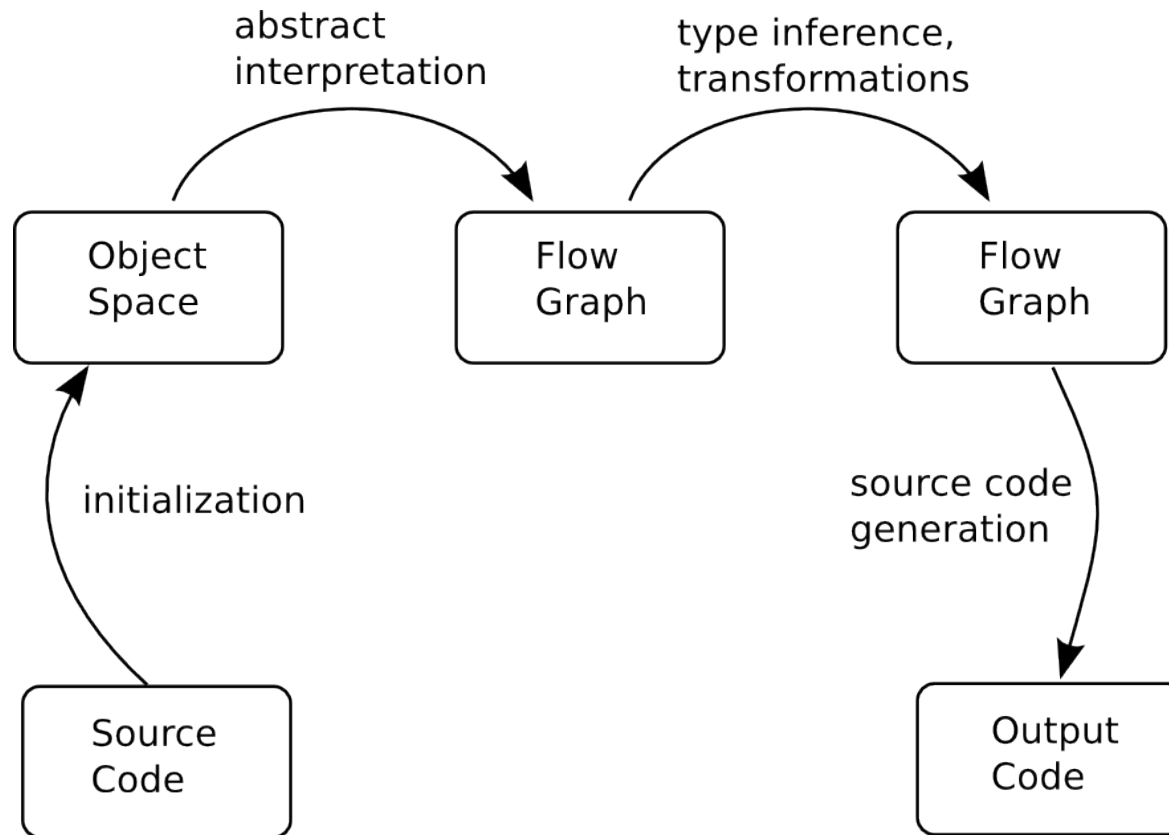 abstract
interpretation
type inference,
transformations
Object
Space
Flow
Graph
Flow
Graph
initialization
source code
generation
Source
Code
Output
Code